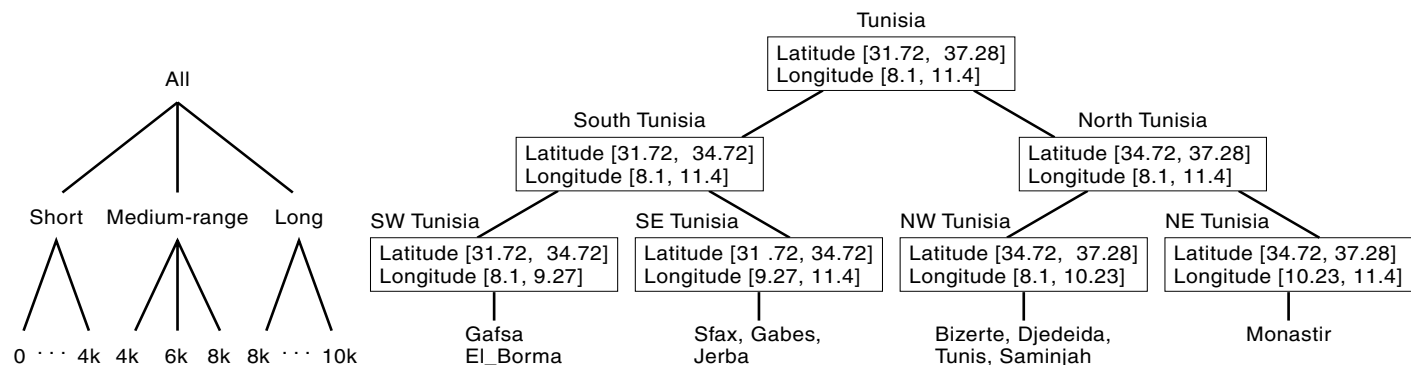 All
Short Medium-range Long
0 ... 4k 4k 6k 8k 8k ... 10k
Tunisia
Latitude [31.72, 37.28]
Longitude [8.1, 11.4]
South Tunisia
Latitude [31.72, 34.72]
Longitude [8.1, 11.4]
North Tunisia
Latitude [34.72, 37.28]
Longitude [8.1, 11.4]
SW Tunisia
Latitude [31.72, 34.72]
Longitude [8.1, 9.27]
Gafsa
El_Borma
SE Tunisia
Latitude [31 .72, 34.72]
Longitude [9.27, 11.4]
Sfax, Gabes,
Jerba
NW Tunisia
Latitude [34.72, 37.28]
Longitude [8.1, 10.23]
Bizerte, Djedeida,
Tunis, Saminjah
NE Tunisia
Latitude [34.72, 37.28]
Longitude [10.23, 11.4]
Monastir